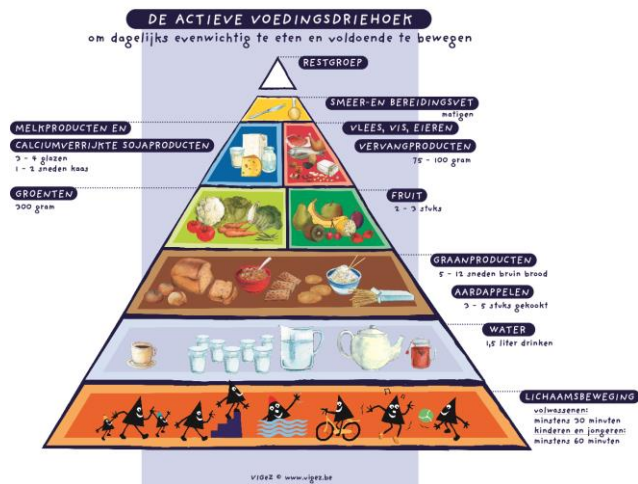 DE ACTIEVE VOEDINGSDRIEHOEK
om dagelijks evenwichtig te eten en voldoende te bewegen
RESTGROEP
SMEER-EN BEREIDINGSVET
matigen
MELKPRODUCTEN EN
CALCIUMVERRIJKTE SOJAPRODUCTEN
3 - 4 glazen
1 - 2 sneden kaas
VLEES, VIS, EIEREN
VERVANGPRODUCTEN
75 - 100 gram
GROENTEN
300 gram
FRUIT
2 - 3 stuks
GRAANPRODUCTEN
5 - 12 sneden bruin brood
AARDAPPELEN
3 - 5 stuks gekookt
WATER
1,5 liter drinken
LICHAAMSBEWEGING
volwassenen:
minstens 30 minuten
kinderen en jongeren:
minstens 60 minuten
VIGeZ © www.vigez.be